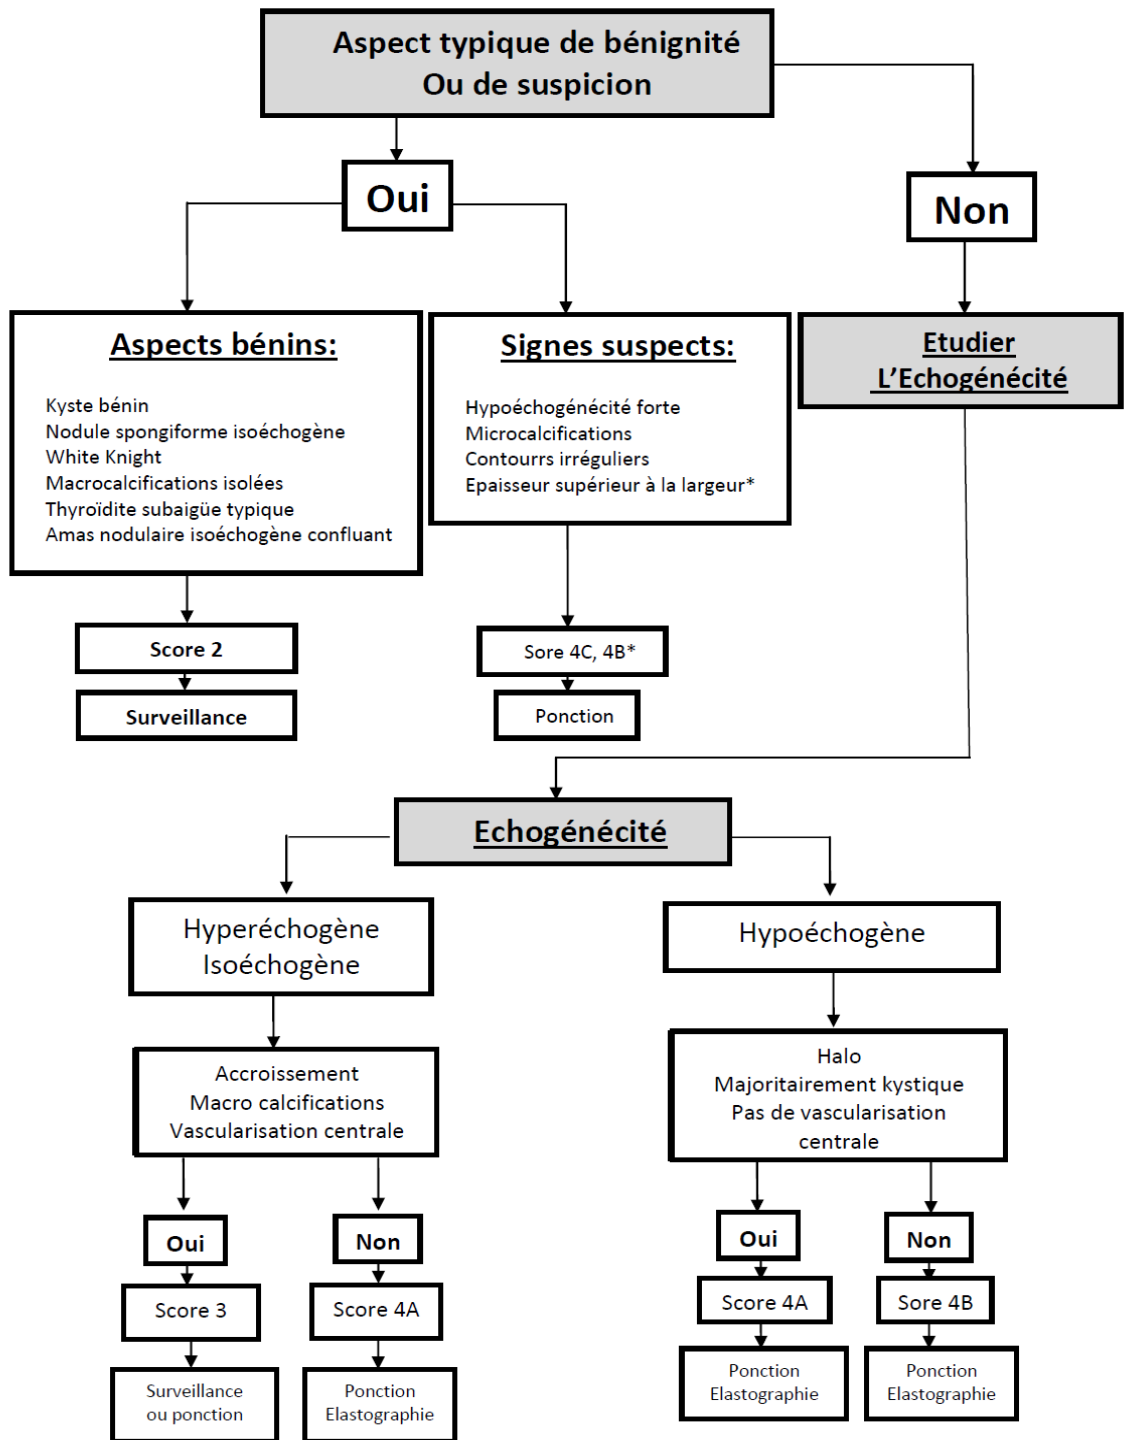 Aspect typique de bénignité
Ou de suspicion
Oui
Non
Aspects bénins:
Kyste bénin
Nodule spongiforme isoéchogène
White Knight
Macrocalcifications isolées
Thyroïdite subaigüe typique
Amas nodulaire isoéchogène confluant
Signes suspects:
Hypoéchogénécité forte
Microcalcifications
Contourrs irréguliers
Epaisseur supérieur à la largeur*
Etudier
L’Echogénécité
Score 2
Surveillance
Sore 4C, 4B*
Ponction
Echogénécité
Hyperéchogène
Isoéchogène
Hypoéchogène
Accroissement
Macro calcifications
Vascularisation centrale
Halo
Majoritairement kystique
Pas de vascularisation
centrale
Oui
Non
Oui
Non
Score 3
Score 4A
Score 4A
Sore 4B
Surveillance
ou ponction
Ponction
Elastographie
Ponction
Elastographie
Ponction
Elastographie